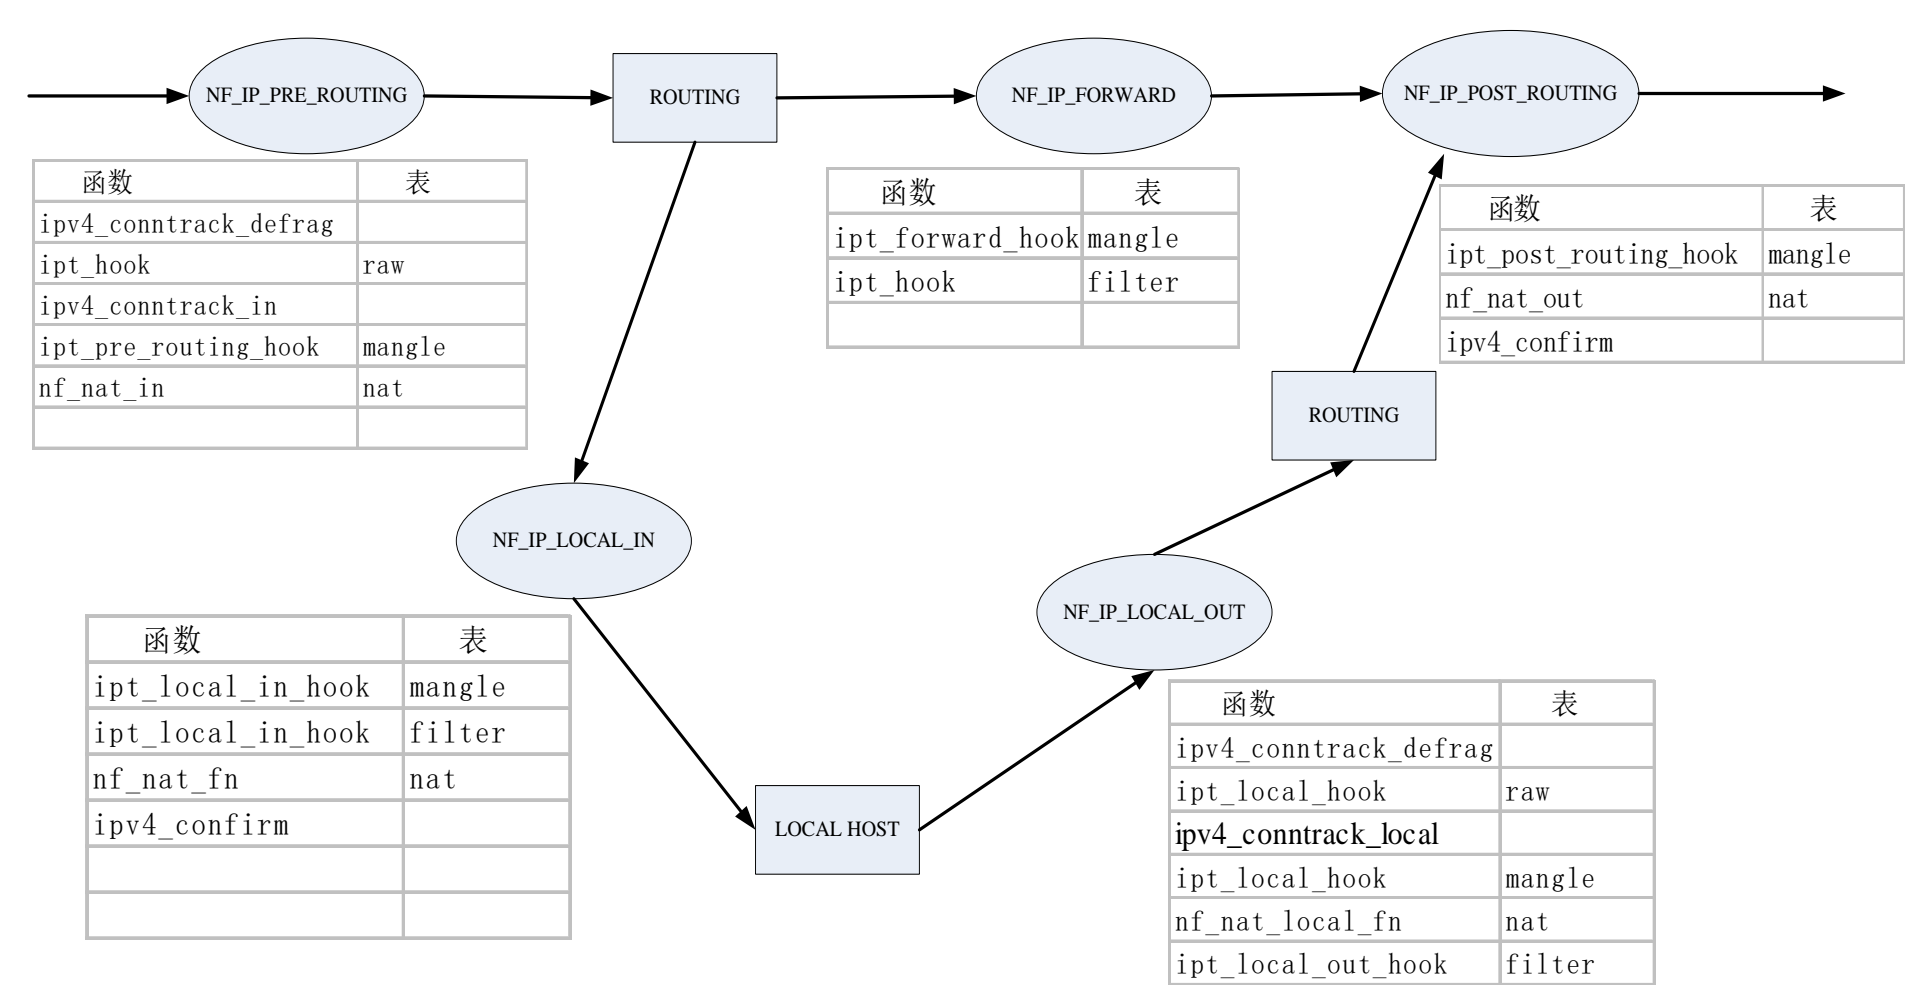 NF_IP_PRE_ROUTING
ROUTING
NF_IP_FORWARD
NF_IP_POST_ROUTING
函数 表
ipv4_conntrack_defrag
ipt_hook raw
ipv4_conntrack_in
ipt_pre_routing_hook mangle
nf_nat_in nat
函数 表
ipt_forward_hook mangle
ipt_hook filter
函数 表
ipt_post_routing_hook mangle
nf_nat_out nat
ipv4_confirm
ROUTING
NF_IP_LOCAL_IN
NF_IP_LOCAL_OUT
函数 表
ipt_local_in_hook mangle
ipt_local_in_hook filter
nf_nat_fn nat
ipv4_confirm
LOCAL HOST
函数 表
ipv4_conntrack_defrag
ipt_local_hook raw
ipv4_conntrack_local
ipt_local_hook mangle
nf_nat_local_fn nat
ipt_local_out_hook filter